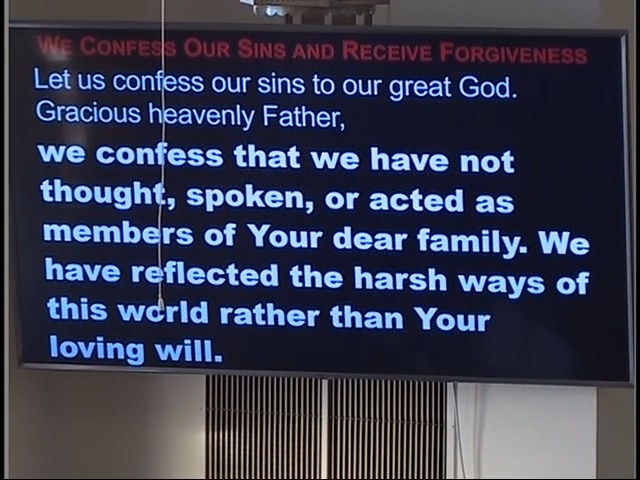 We Confess Our Sins and Receive Forgiveness
Let us confess our sins to our great God.
Gracious heavenly Father,
we confess that we have not
thought, spoken, or acted as
members of Your dear family. We
have reflected the harsh ways of
this world rather than Your
loving will.